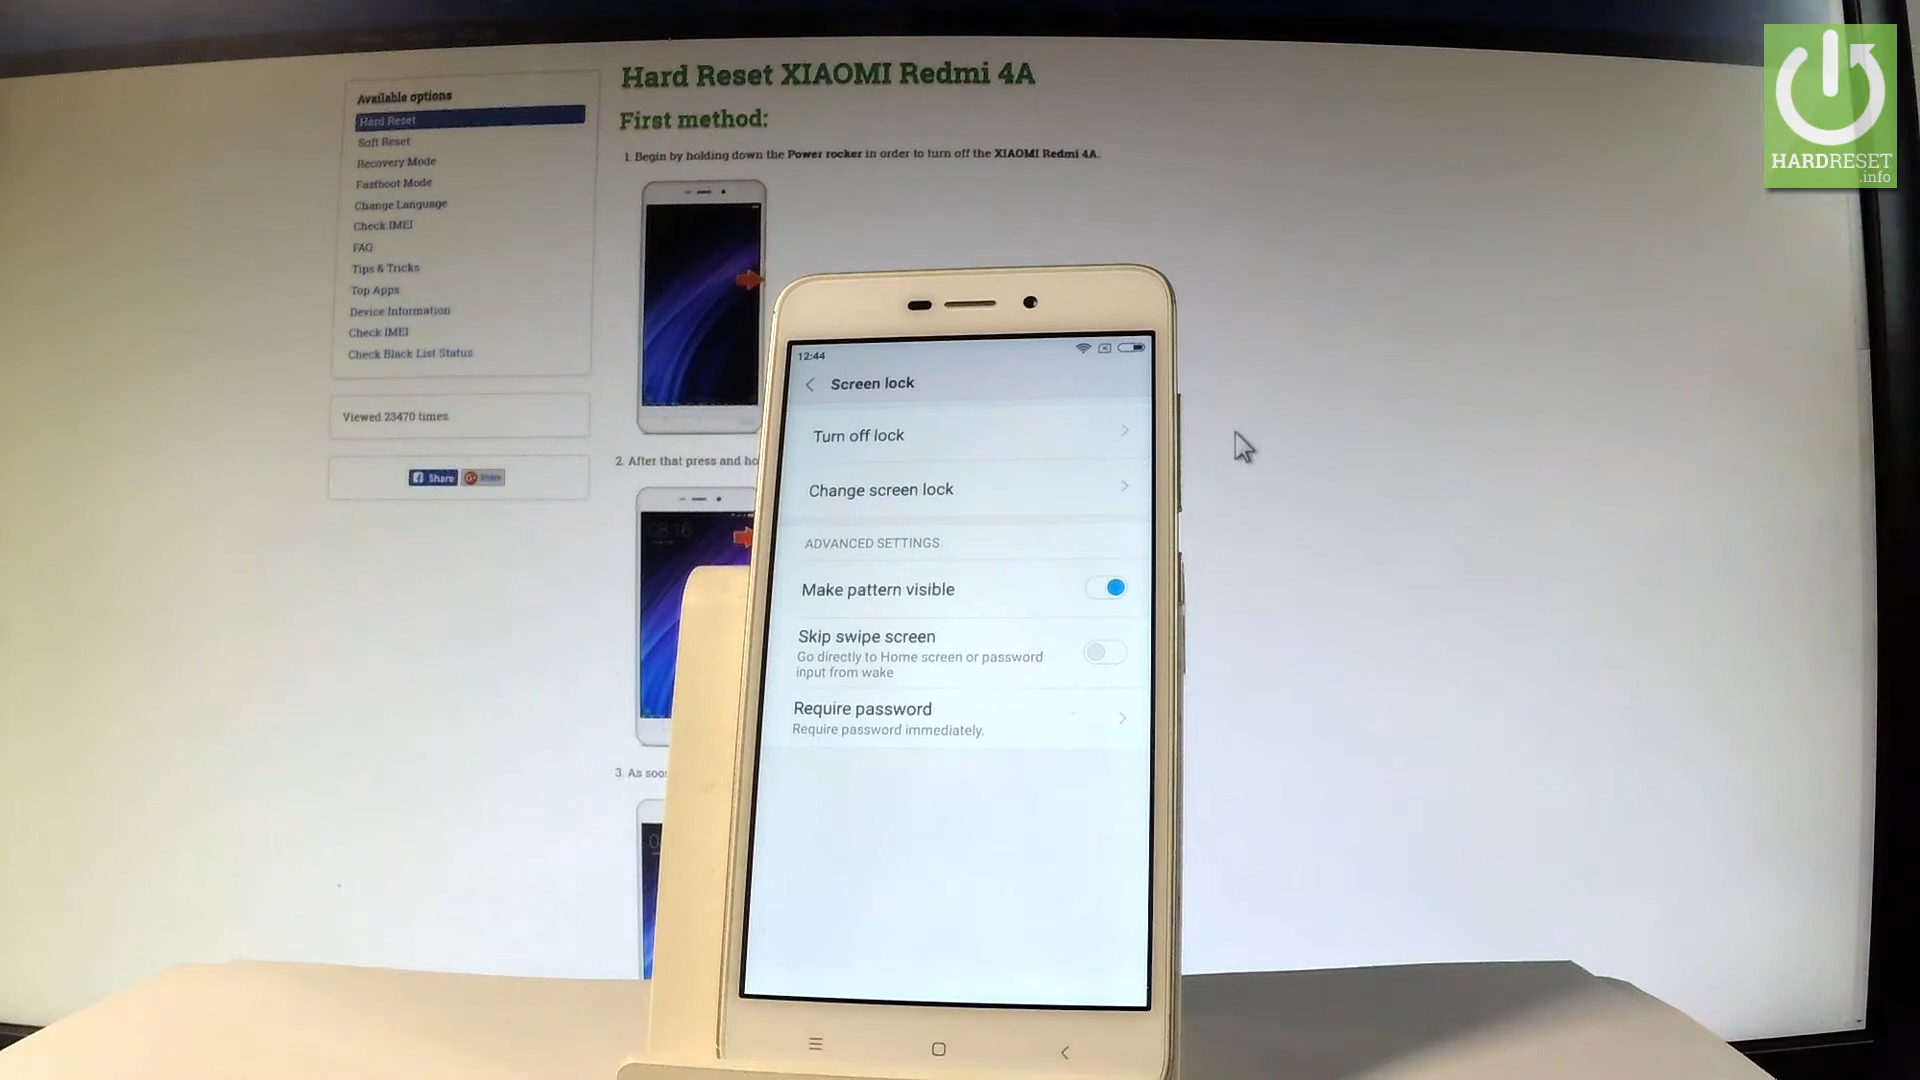 Hard Reset XIAOMI Redmi 4A
First method:
1. Begin by holding down the Power rocker in order to turn off the XIAOMI Redmi 4A.
Available options
Hard Reset
Soft Reset
Recovery Mode
Fastboot Mode
Change Language
Check IMEI
FAQ
Tips & Tricks
Top Apps
Device Information
Check IMEI
Check Black List Status
Viewed 23470 times
Share
Share
2. After that press and ho
08:16
3. As soo
12:44
Screen lock
Turn off lock
Change screen lock
ADVANCED SETTINGS
Make pattern visible
Skip swipe screen
Go directly to Home screen or password
input from wake
Require password
Require password immediately.
HARDRESET
.info